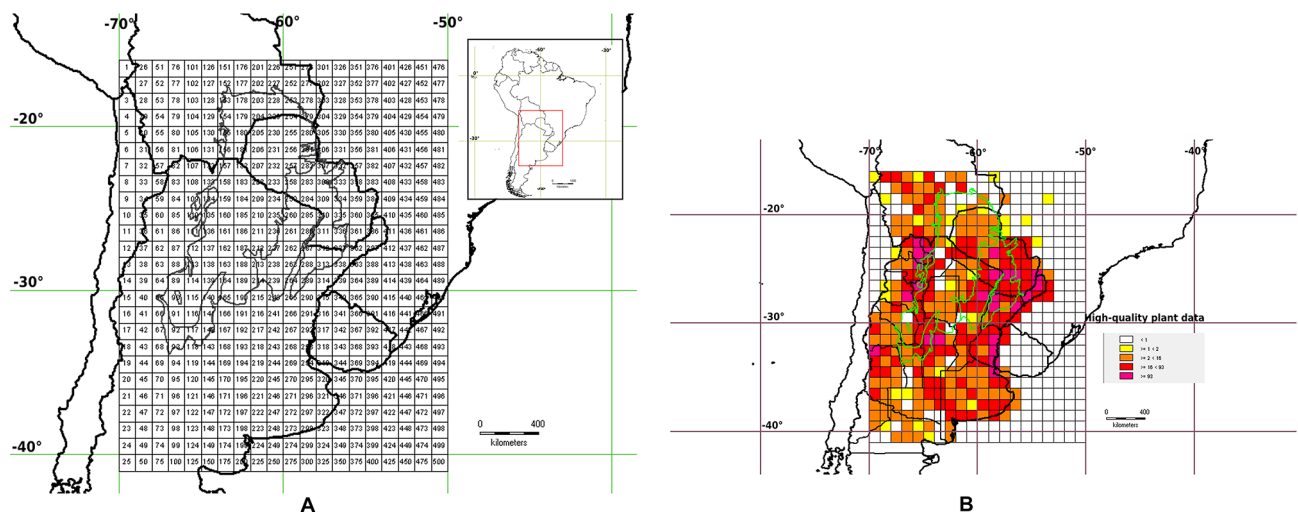 -70° -60° -50°
1 26 51 76 101 126 151 176 201 226 251 301 326 351 376 401 426 451 476
27 52 77 102 127 152 177 202 227 252 302 327 352 377 402 427 452 477
3 28 53 78 103 128 153 178 203 228 253 303 328 353 378 403 428 453 478
4 29 54 79 104 129 154 179 204 229 304 329 354 379 404 429 454 479
-20°
55 80 105 130 155 180 205 230 255 280 305 330 355 380 405 430 455 480
6 31 56 81 106 131 156 181 206 231 256 281 306 331 356 381 406 431 456 481
7 32 57 107 157 182 207 232 257 282 307 332 357 382 407 432 457 482
8 33 58 83 108 158 183 208 233 258 283 308 333 358 383 408 433 458 483
9 34 59 84 159 184 209 234 259 284 309 334 359 384 409 434 459 484
10 35 60 85 135 160 185 210 235 260 285 335 360 385 410 435 460 485
11 36 61 86 136 161 186 211 236 261 286 311 336 361 386 411 436 461 486
12 37 62 87 137 162 187 212 237 287 362 387 412 437 462 487
13 38 63 88 113 138 163 188 213 238 288 313 338 363 388 413 438 463 488
14 39 64 89 114 139 164 189 214 239 264 289 314 339 364 389 414 439 464 489
-30°
15 40 115 190 215 240 265 290 315 340 365 390 415 440
16 41 66 91 116 141 166 191 216 241 266 291 316 341 366 391 416 441 466 491
17 42 67 92 117 142 167 192 217 242 267 292 317 342 367 392 417 442 467 492
18 43 68 93 118 143 168 193 218 243 268 293 318 343 368 393 418 443 468 493
44 69 94 119 144 169 194 219 244 269 294 344 369 394 419 444 469 494
20 45 70 95 120 145 170 195 220 245 270 295 320 345 370 395 420 445 470 495
21 46 71 96 121 146 171 196 221 246 271 296 321 346 371 396 421 446 471 496
22 47 72 97 122 147 172 197 222 247 272 297 322 347 372 397 422 447 472 497
23 48 73 98 123 148 173 198 223 248 273 298 323 348 373 398 423 448 473 498
-40°
24 49 74 99 124 149 174 199 224 249 274 299 324 349 374 399 424 449 474 499
25 50 75 100 125 150 175 225 250 275 300 325 350 375 400 425 450 475 500
0 400
kilometers
A
-60° -30°
0°
-30°
-70° -60° -50° -40°
-20°
-30°
-40°
High-quality plant data
< 1
>= 1 < 2
>= 2 < 16
>= 16 < 93
>= 93
0 400
kilometers
B